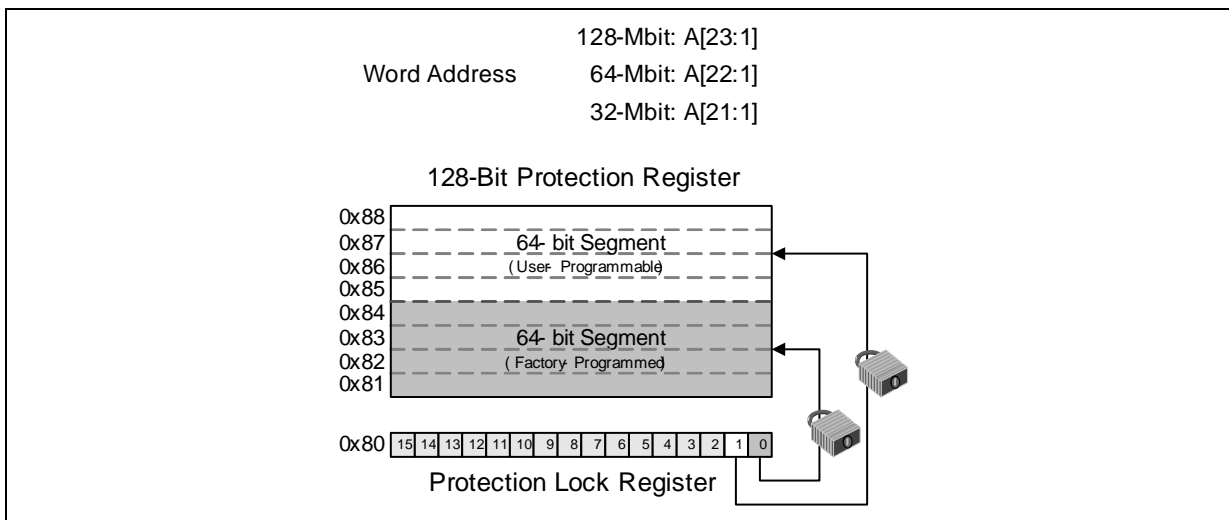 128-Mbit: A[23:1]
Word Address 64-Mbit: A[22:1]
32-Mbit: A[21:1]
128-Bit Protection Register
0x88
0x87 64- bit Segment
0x86 (User- Programmable)
0x85
0x84
0x83 64- bit Segment
0x82 (Factory- Programmed)
0x81
0x80 15 14 13 12 11 10 9 8 7 6 5 4 3 2 1 0
Protection Lock Register